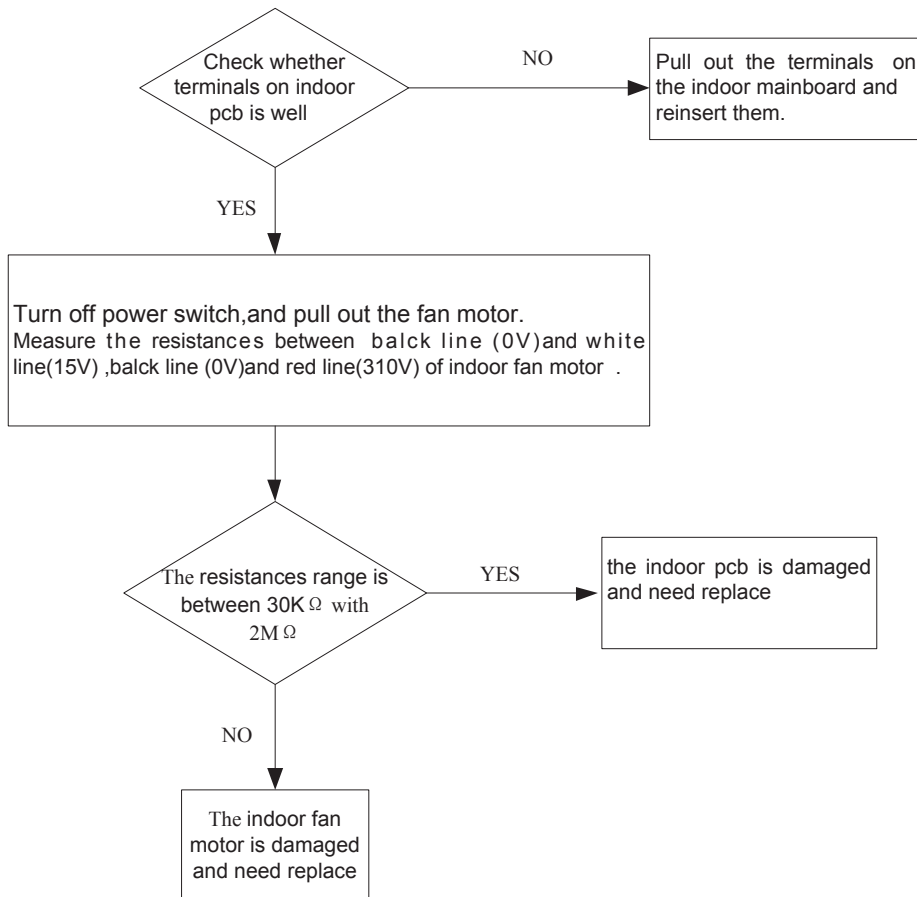 Check whether
terminals on indoor
pcb is well
NO
Pull out the terminals on
the indoor mainboard and
reinsert them.
YES
Turn off power switch,and pull out the fan motor.
Measure the resistances between balck line (0V)and white
line(15V) ,balck line (0V)and red line(310V) of indoor fan motor .
The resistances range is
between 30K Ω with
2M Ω
YES
the indoor pcb is damaged
and need replace
NO
The indoor fan
motor is damaged
and need replace